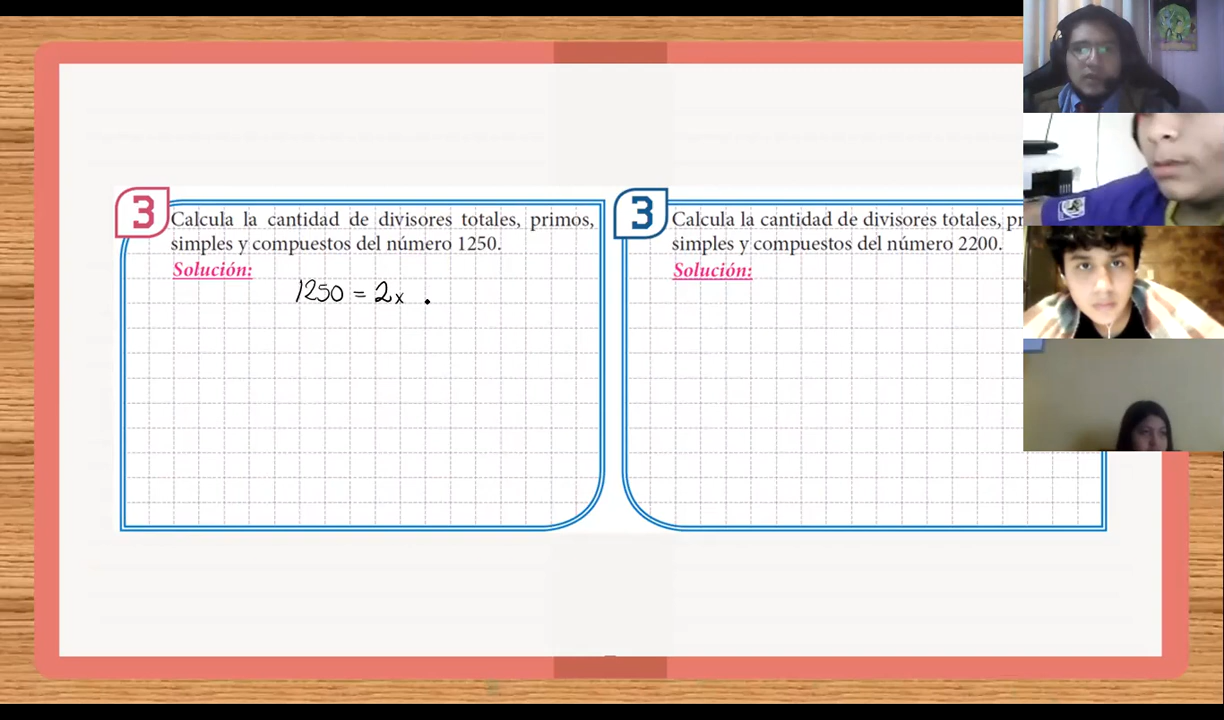 3
Calcula la cantidad de divisores totales, primos,
simples y compuestos del número 1250.
Solución:
1250 = 2x .
3
Calcula la cantidad de divisores totales, pr
simples y compuestos del número 2200.
Solución: